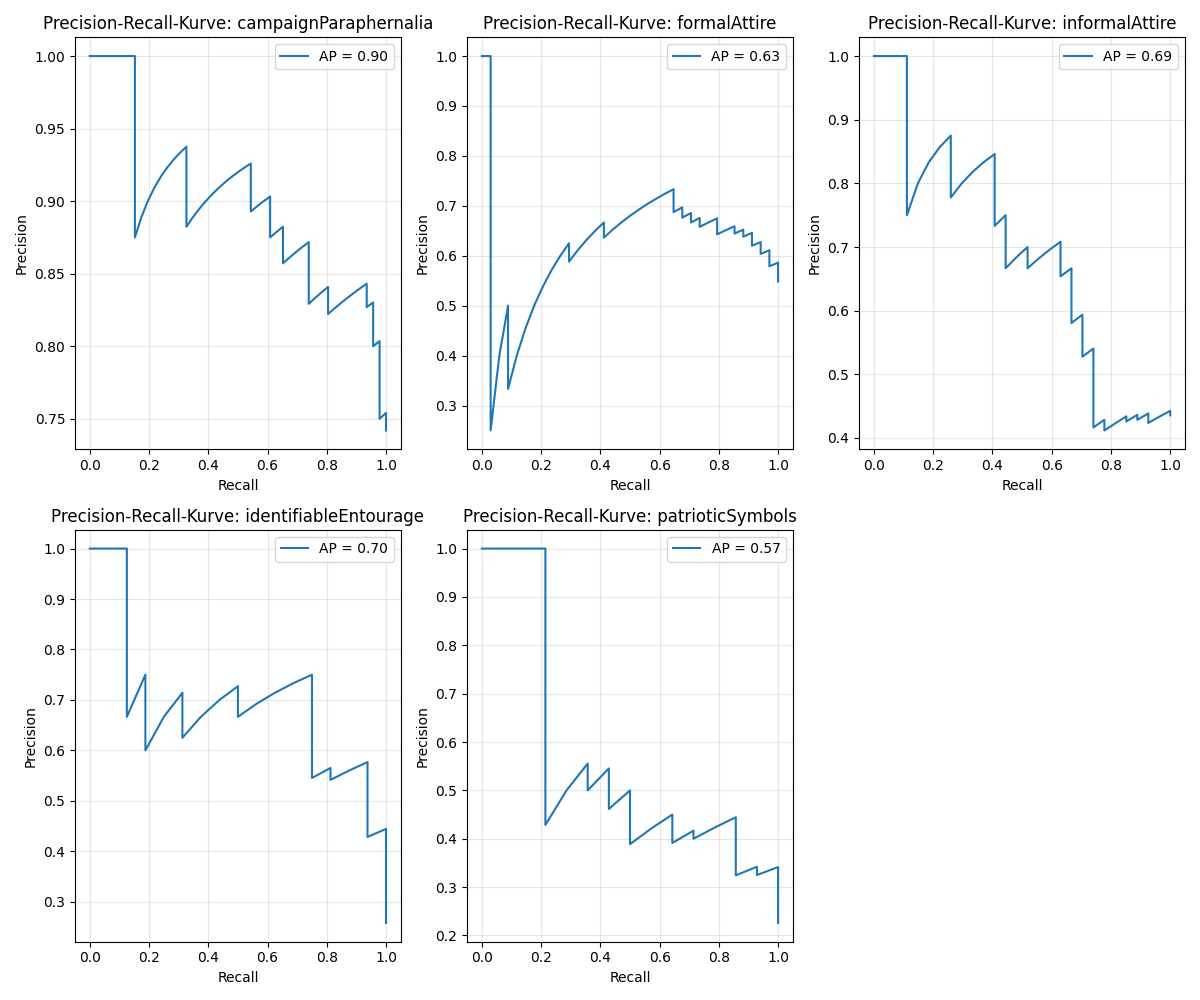 Precision-Recall-Kurve: campaignParaphernalia
AP = 0.90
1.00
0.95
0.90
0.85
0.80
0.75
Precision
0.0 0.2 0.4 0.6 0.8 1.0
Recall
Precision-Recall-Kurve: formalAttire
AP = 0.63
1.0
0.9
0.8
0.7
0.6
0.5
0.4
0.3
Precision
0.0 0.2 0.4 0.6 0.8 1.0
Recall
Precision-Recall-Kurve: informalAttire
AP = 0.69
1.0
0.9
0.8
0.7
0.6
0.5
0.4
Precision
0.0 0.2 0.4 0.6 0.8 1.0
Recall
Precision-Recall-Kurve: identifiableEntourage
AP = 0.70
1.0
0.9
0.8
0.7
0.6
0.5
0.4
0.3
Precision
0.0 0.2 0.4 0.6 0.8 1.0
Recall
Precision-Recall-Kurve: patrioticSymbols
AP = 0.57
1.0
0.9
0.8
0.7
0.6
0.5
0.4
0.3
0.2
Precision
0.0 0.2 0.4 0.6 0.8 1.0
Recall